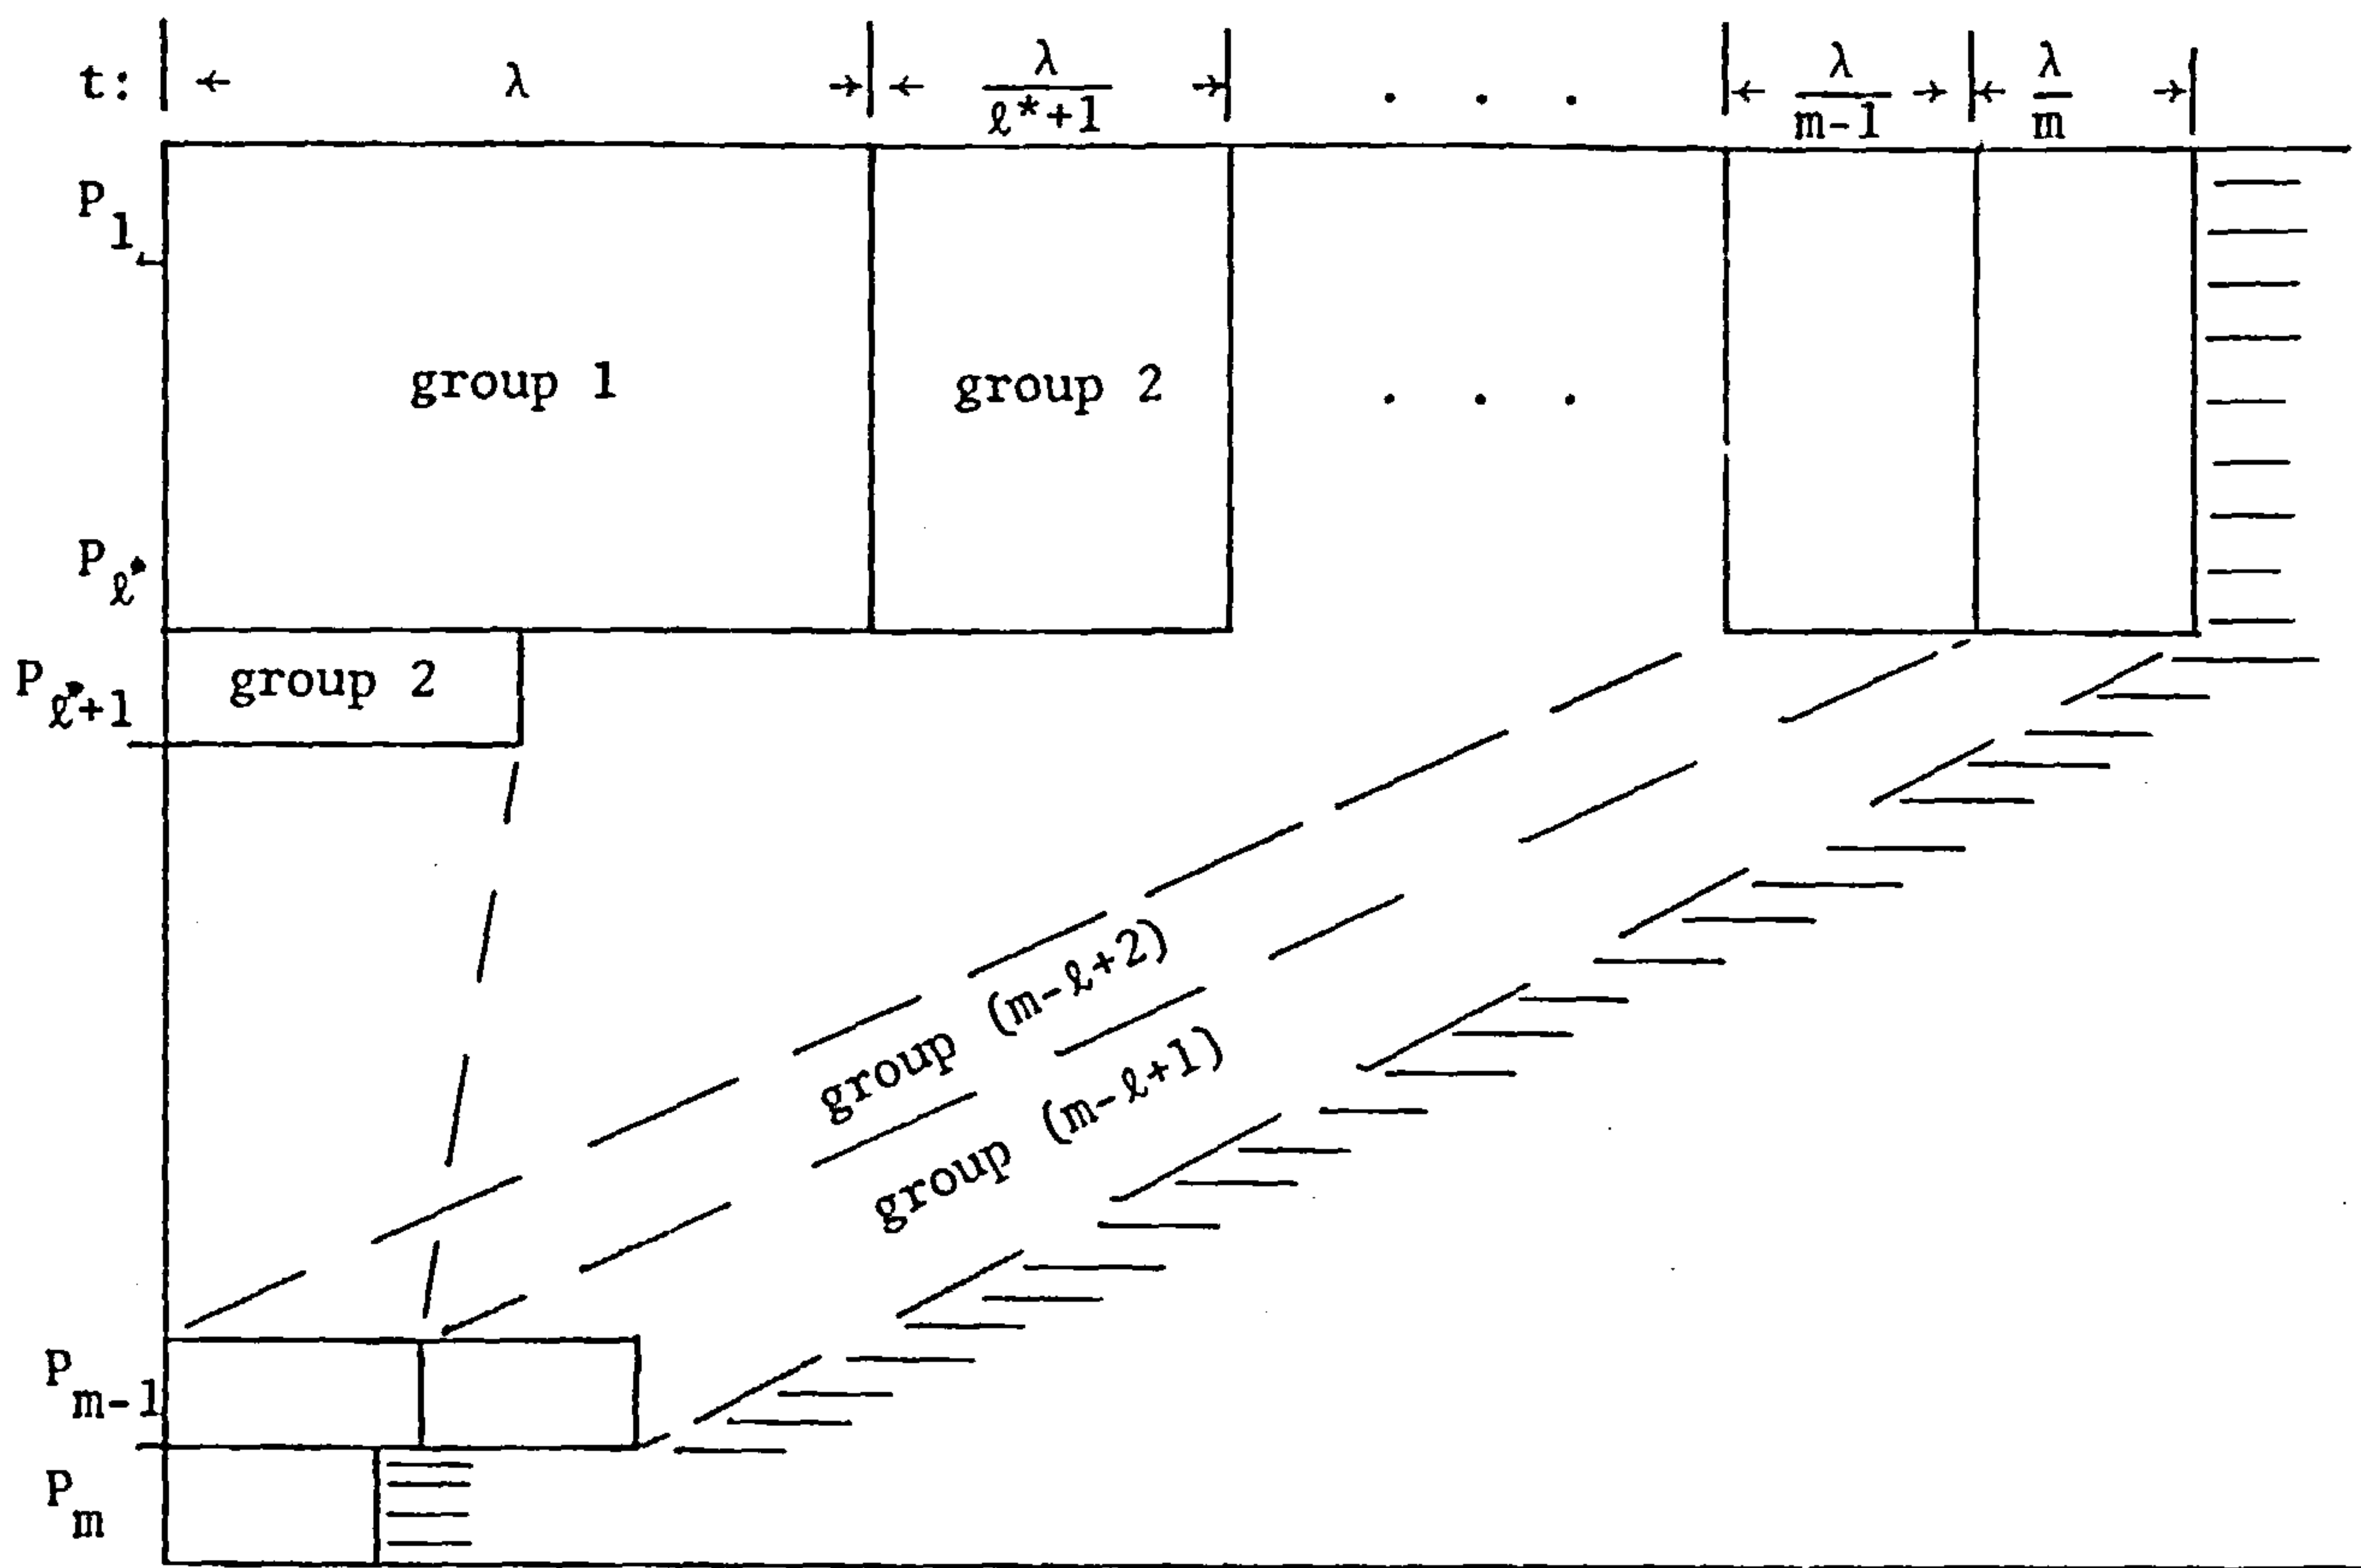 t: ← λ → ← λ/ℓ*+1 → . . . ← λ/m-1 → ← λ/m →
P1
group 1 group 2 . . .
Pℓ*
Pℓ*+1 group 2
group (m-ℓ+2)
group (m-ℓ+1)
Pm-1
Pm